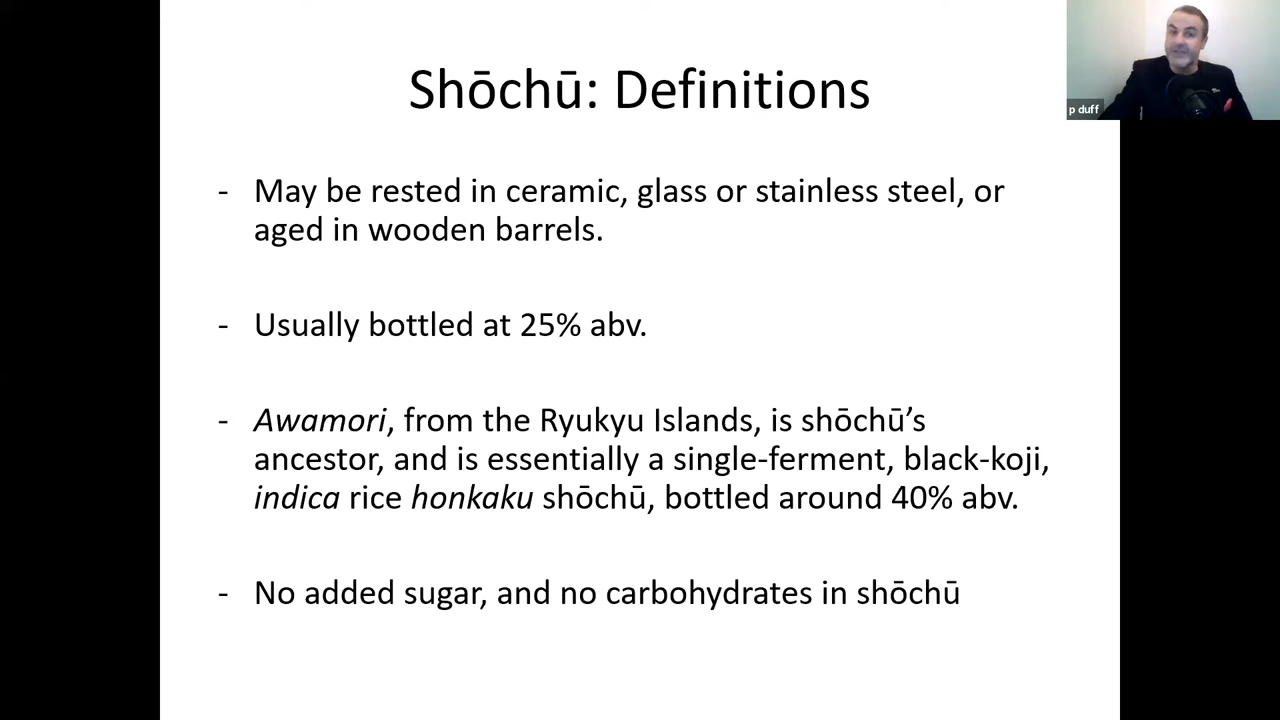 Shōchū: Definitions
p duff
- May be rested in ceramic, glass or stainless steel, or
aged in wooden barrels.
- Usually bottled at 25% abv.
- Awamori, from the Ryukyu Islands, is shōchū’s
ancestor, and is essentially a single-ferment, black-koji,
indica rice honkaku shōchū, bottled around 40% abv.
- No added sugar, and no carbohydrates in shōchū